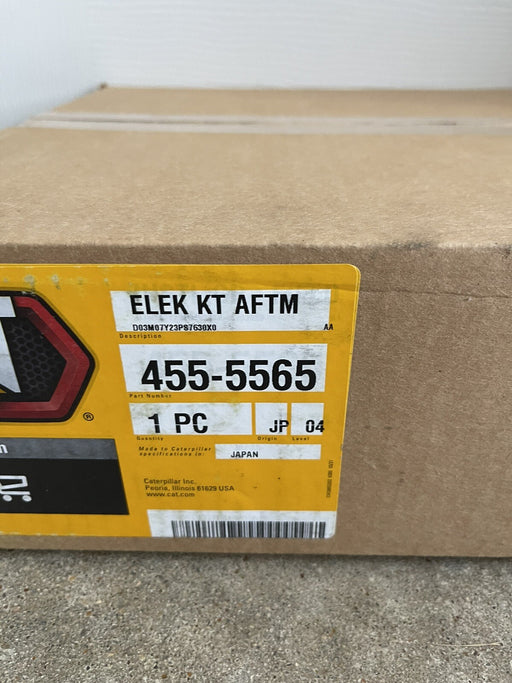 ELEK KT AFTM
D03M07Y23PS7630X0 AA
Description
455-5565
Part Number
1 PC JP 04
Quantity Origin Level
Made to Caterpillar
specifications in: JAPAN
Caterpillar Inc.
Peoria, Illinois 61629 USA
www.cat.com